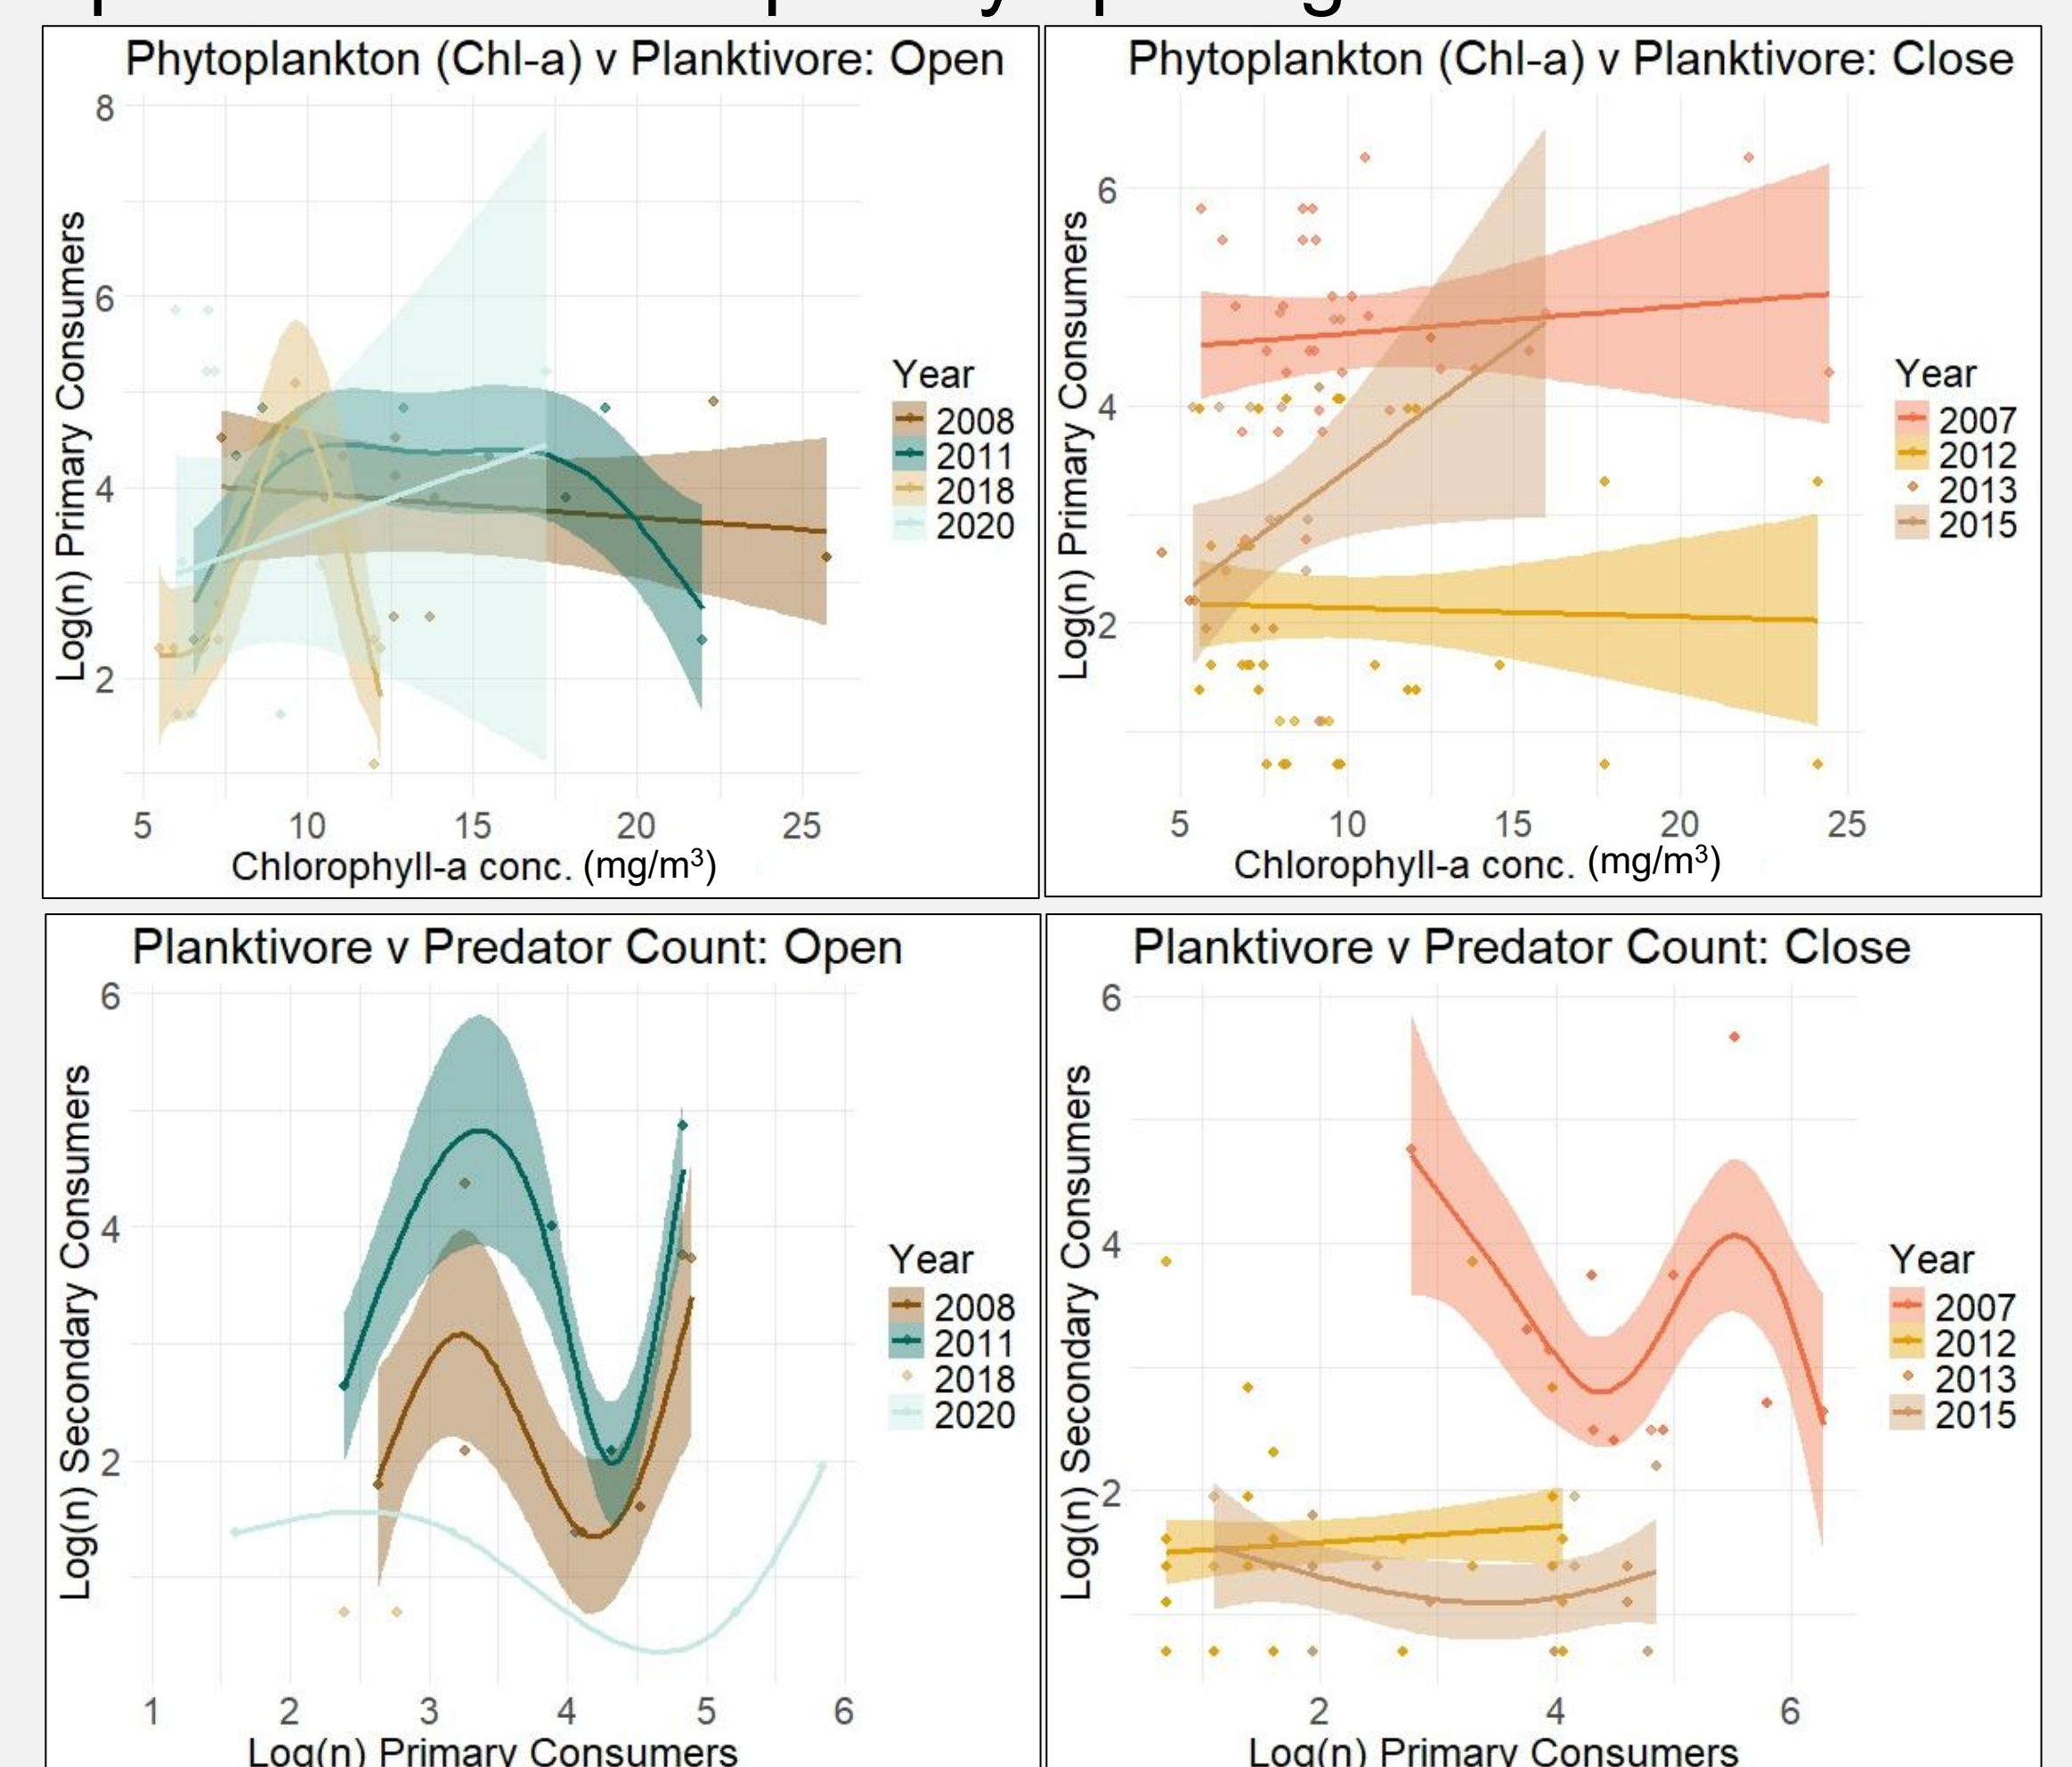 Phytoplankton (Chl-a) v Planktivore: Open
8
6
4
2
Log(n) Primary Consumers
5 10 15 20 25
Chlorophyll-a conc. (mg/m³)
Year
2008
2011
2018
2020
Phytoplankton (Chl-a) v Planktivore: Close
6
4
2
Log(n) Primary Consumers
5 10 15 20 25
Chlorophyll-a conc. (mg/m³)
Year
2007
2012
2013
2015
Planktivore v Predator Count: Open
6
4
2
Log(n) Secondary Consumers
1 2 3 4 5 6
Log(n) Primary Consumers
Year
2008
2011
2018
2020
Planktivore v Predator Count: Close
6
4
2
Log(n) Secondary Consumers
2 4 6
Log(n) Primary Consumers
Year
2007
2012
2013
2015